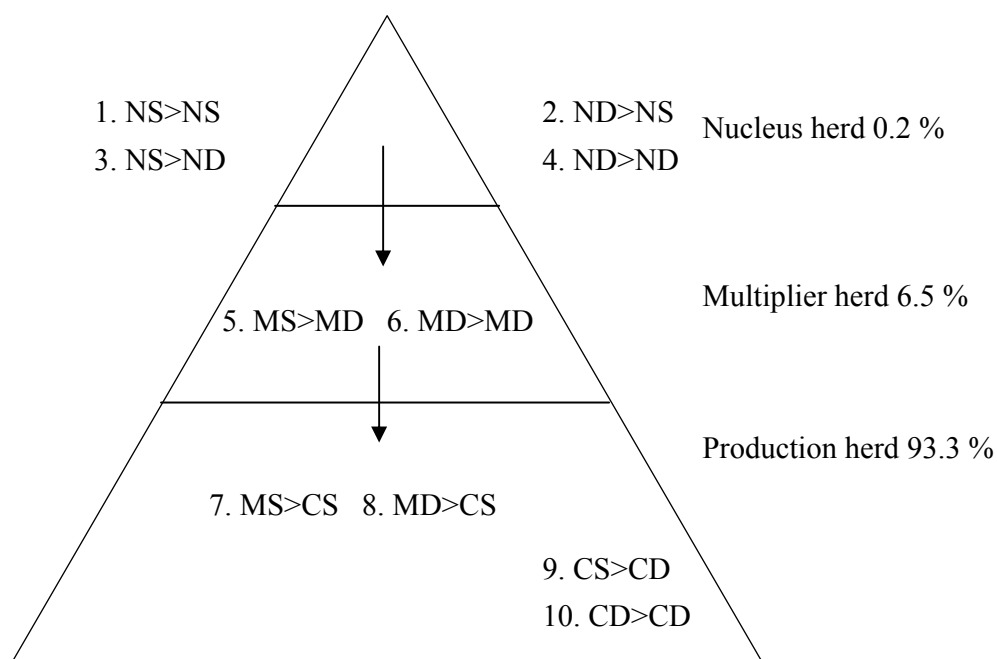 1. NS>NS
2. ND>NS
Nucleus herd 0.2 %
3. NS>ND
4. ND>ND
Multiplier herd 6.5 %
5. MS>MD 6. MD>MD
Production herd 93.3 %
7. MS>CS 8. MD>CS
9. CS>CD
10. CD>CD